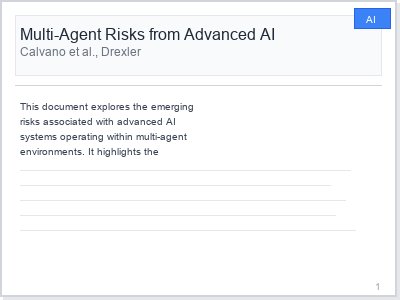 AI
Multi-Agent Risks from Advanced AI
Calvano et al., Drexler
This document explores the emerging
risks associated with advanced AI
systems operating within multi-agent
environments. It highlights the
1